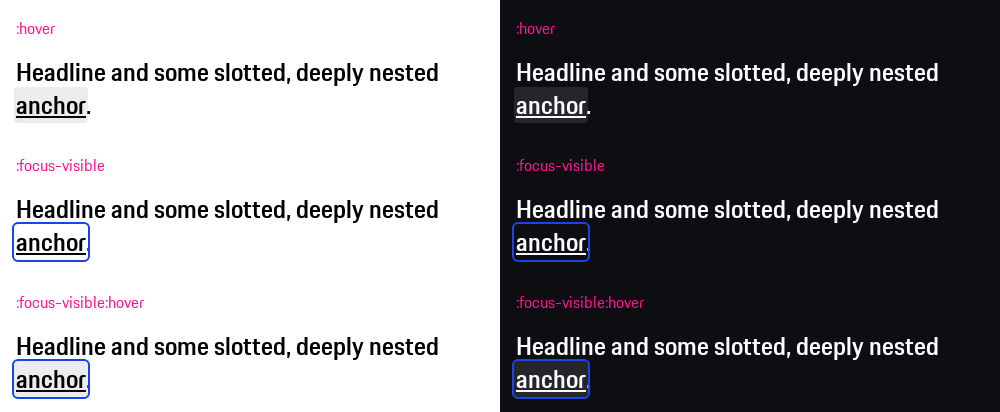 :hover
Headline and some slotted, deeply nested
anchor.
:focus-visible
Headline and some slotted, deeply nested
anchor.
:focus-visible:hover
Headline and some slotted, deeply nested
anchor.
:hover
Headline and some slotted, deeply nested
anchor.
:focus-visible
Headline and some slotted, deeply nested
anchor.
:focus-visible:hover
Headline and some slotted, deeply nested
anchor.